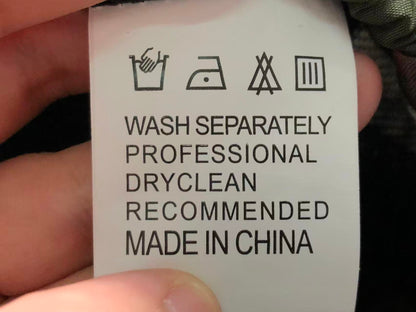 WASH SEPARATELY
PROFESSIONAL
DRYCLEAN
RECOMMENDED
MADE IN CHINA